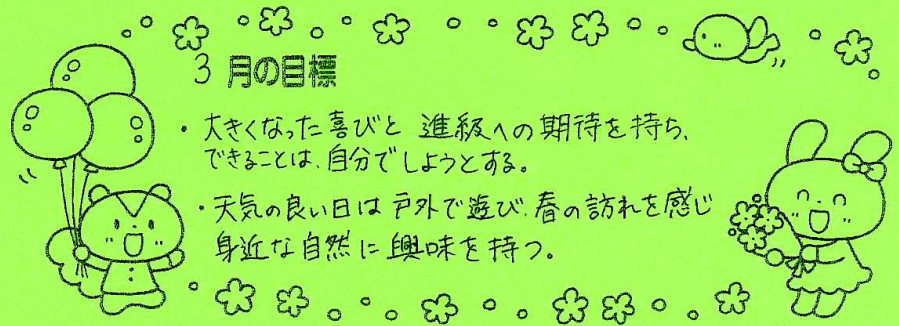 3月の目標
・大きくなった喜びと 進級への期待を持ち、
できることは、自分でしようとする。
・天気の良い日は戸外で遊び、春の訪れを感じ
身近な自然に興味を持つ。